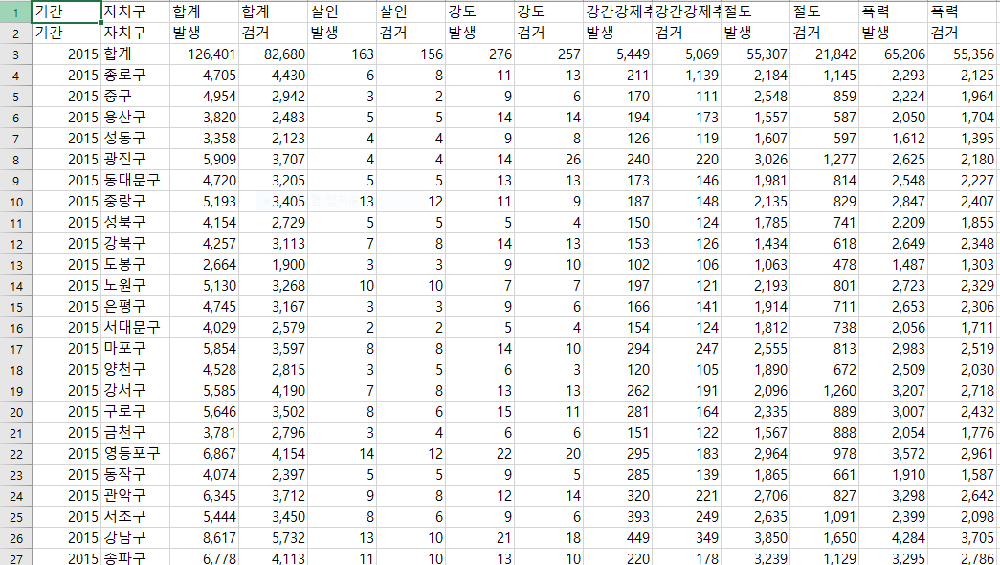 1 기간 자치구 합계 합계 살인 살인 강도 강도 강간강제추 강간강제추 절도 절도 폭력 폭력
2 기간 자치구 발생 검거 발생 검거 발생 검거 발생 검거 발생 검거 발생 검거
3 2015 합계 126,401 82,680 163 156 276 257 5,449 5,069 55,307 21,842 65,206 55,356
4 2015 종로구 4,705 4,430 6 8 11 13 211 1,139 2,184 1,145 2,293 2,125
5 2015 중구 4,954 2,942 3 2 9 6 170 111 2,548 859 2,224 1,964
6 2015 용산구 3,820 2,483 5 5 14 14 194 173 1,557 587 2,050 1,704
7 2015 성동구 3,358 2,123 4 4 9 8 126 119 1,607 597 1,612 1,395
8 2015 광진구 5,909 3,707 4 4 14 26 240 220 3,026 1,277 2,625 2,180
9 2015 동대문구 4,720 3,205 5 5 13 13 173 146 1,981 814 2,548 2,227
10 2015 중랑구 5,193 3,405 13 12 11 9 187 148 2,135 829 2,847 2,407
11 2015 성북구 4,154 2,729 5 5 5 4 150 124 1,785 741 2,209 1,855
12 2015 강북구 4,257 3,113 7 8 14 13 153 126 1,434 618 2,649 2,348
13 2015 도봉구 2,664 1,900 3 3 9 10 102 106 1,063 478 1,487 1,303
14 2015 노원구 5,130 3,268 10 10 7 7 197 121 2,193 801 2,723 2,329
15 2015 은평구 4,745 3,167 3 3 9 6 166 141 1,914 711 2,653 2,306
16 2015 서대문구 4,029 2,579 2 2 5 4 154 124 1,812 738 2,056 1,711
17 2015 마포구 5,854 3,597 8 8 14 10 294 247 2,555 813 2,983 2,519
18 2015 양천구 4,528 2,815 3 5 6 3 120 105 1,890 672 2,509 2,030
19 2015 강서구 5,585 4,190 7 8 13 13 262 191 2,096 1,260 3,207 2,718
20 2015 구로구 5,646 3,502 8 6 15 11 281 164 2,335 889 3,007 2,432
21 2015 금천구 3,781 2,796 3 4 6 6 151 122 1,567 888 2,054 1,776
22 2015 영등포구 6,867 4,154 14 12 22 20 295 183 2,964 978 3,572 2,961
23 2015 동작구 4,074 2,397 5 5 9 5 285 139 1,865 661 1,910 1,587
24 2015 관악구 6,345 3,712 9 8 12 14 320 221 2,706 827 3,298 2,642
25 2015 서초구 5,444 3,450 8 6 9 6 393 249 2,635 1,091 2,399 2,098
26 2015 강남구 8,617 5,732 13 10 21 18 449 349 3,850 1,650 4,284 3,705
27 2015 송파구 6,778 4,113 11 10 13 10 220 178 3,239 1,129 3,295 2,786